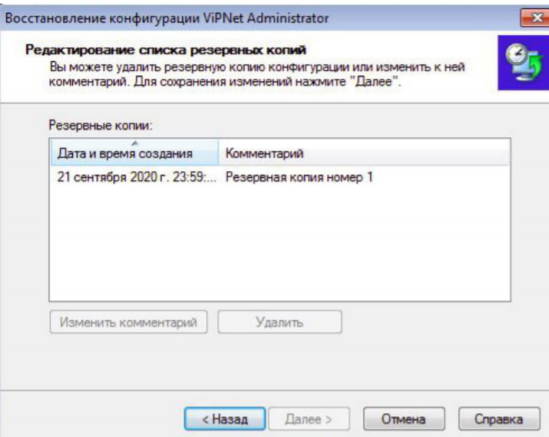 Восстановление конфигурации ViPNet Administrator
Редактирование списка резервных копий
Вы можете удалить резервную копию конфигурации или изменить к ней
комментарий. Для сохранения изменений нажмите "Далее".
Резервные копии:
Дата и время создания Комментарий
21 сентября 2020 г. 23:59:... Резервная копия номер 1
Изменить комментарий Удалить
< Назад Далее > Отмена Справка